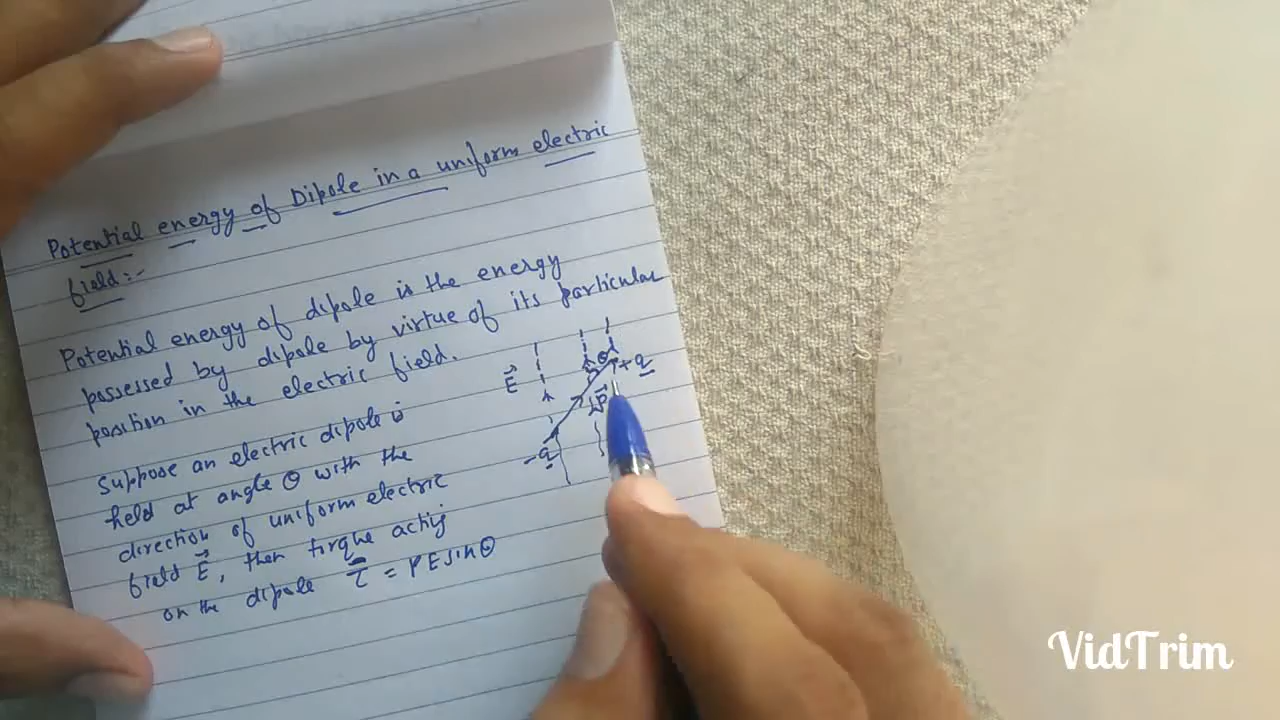 Potential energy of Dipole in a uniform electric
field:-
Potential energy of dipole is the energy
possessed by dipole by virtue of its particular
position in the electric field.
Suppose an electric dipole is
held at angle θ with the
direction of uniform electric
field E⃗, then torque acting
on the dipole τ⃗ = PE sinθ
E⃗
θ
+q
P⃗
-q
VidTrim